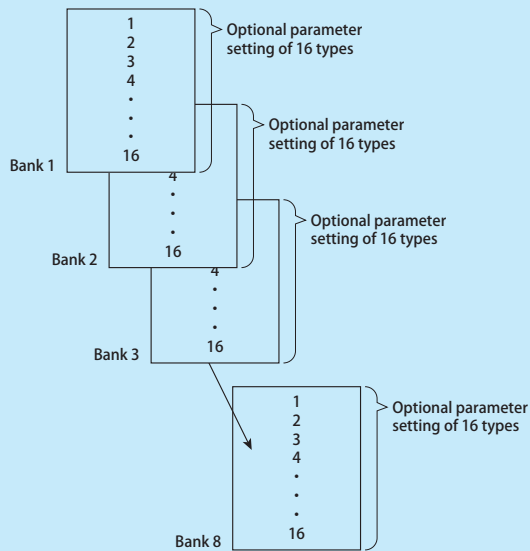 1
2
3
4
•
•
•
16
Bank 1
Optional parameter
setting of 16 types
4
•
•
•
16
Bank 2
Optional parameter
setting of 16 types
4
•
•
•
16
Bank 3
Optional parameter
setting of 16 types
1
2
3
4
•
•
•
16
Bank 8
Optional parameter
setting of 16 types